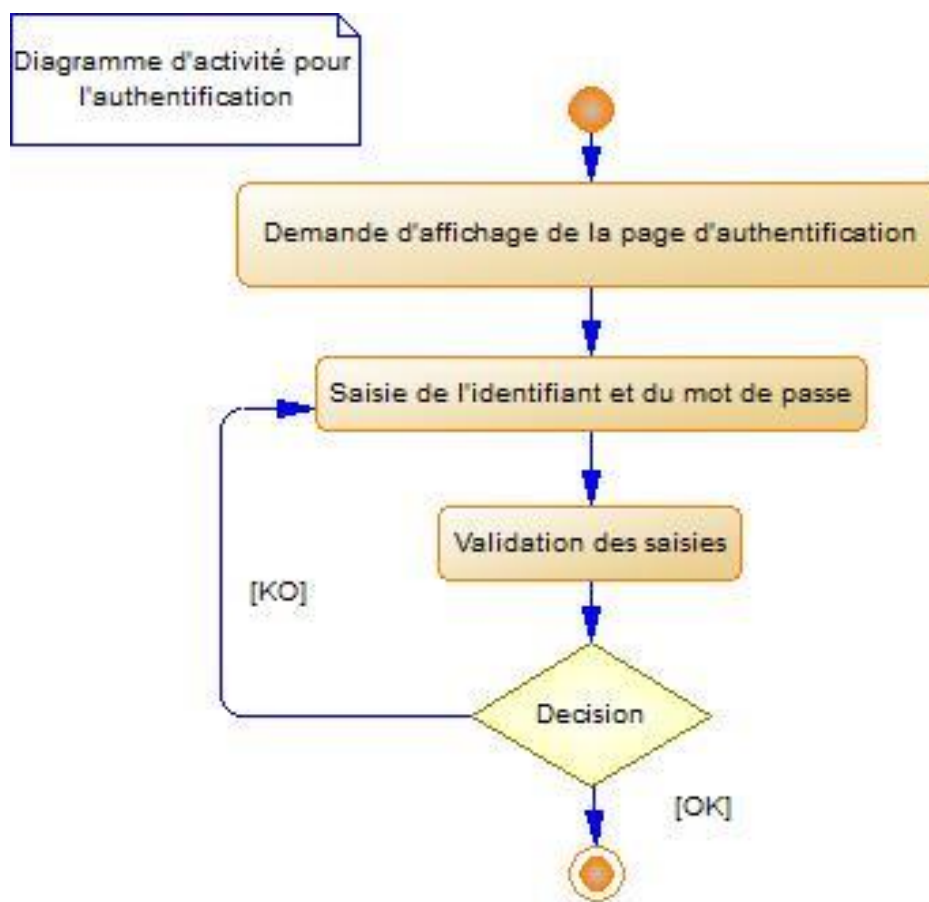 Diagramme d'activité pour
l'authentification
Demande d'affichage de la page d'authentification
Saisie de l'identifiant et du mot de passe
Validation des saisies
[KO]
Decision
[OK]